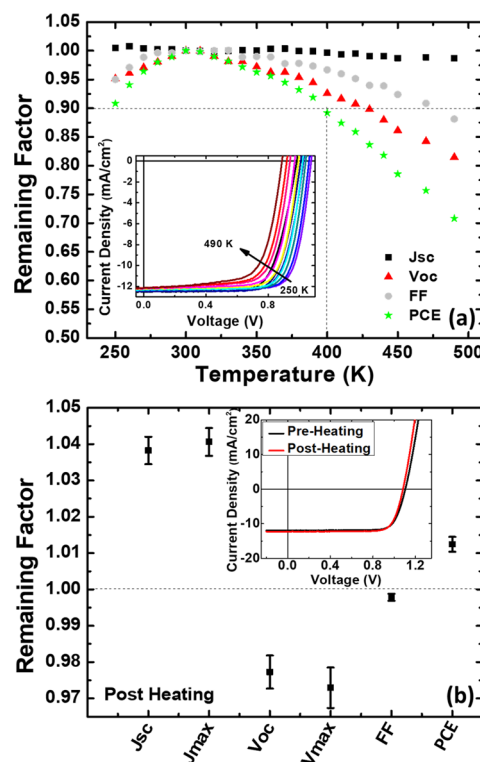 1.05
1.00
0.95
0.90
0.85
0.80
0.75
0.70
0.65
0.60
0.55
0.50
Remaining Factor
250
300
350
400
450
500
Temperature (K)
0
-2
-4
-6
-8
-10
-12
-14
Current Density (mA/cm²)
0.0
0.4
0.8
Voltage (V)
490 K
250 K
Jsc
Voc
FF
PCE
(a)
1.05
1.04
1.03
1.02
1.01
1.00
0.99
0.98
0.97
Remaining Factor
20
10
0
-10
-20
Current Density (mA/cm²)
Pre-Heating
Post-Heating
0.0
0.4
0.8
1.2
Voltage (V)
Post Heating
(b)
Jsc
Jmax
Voc
Vmax
FF
PCE